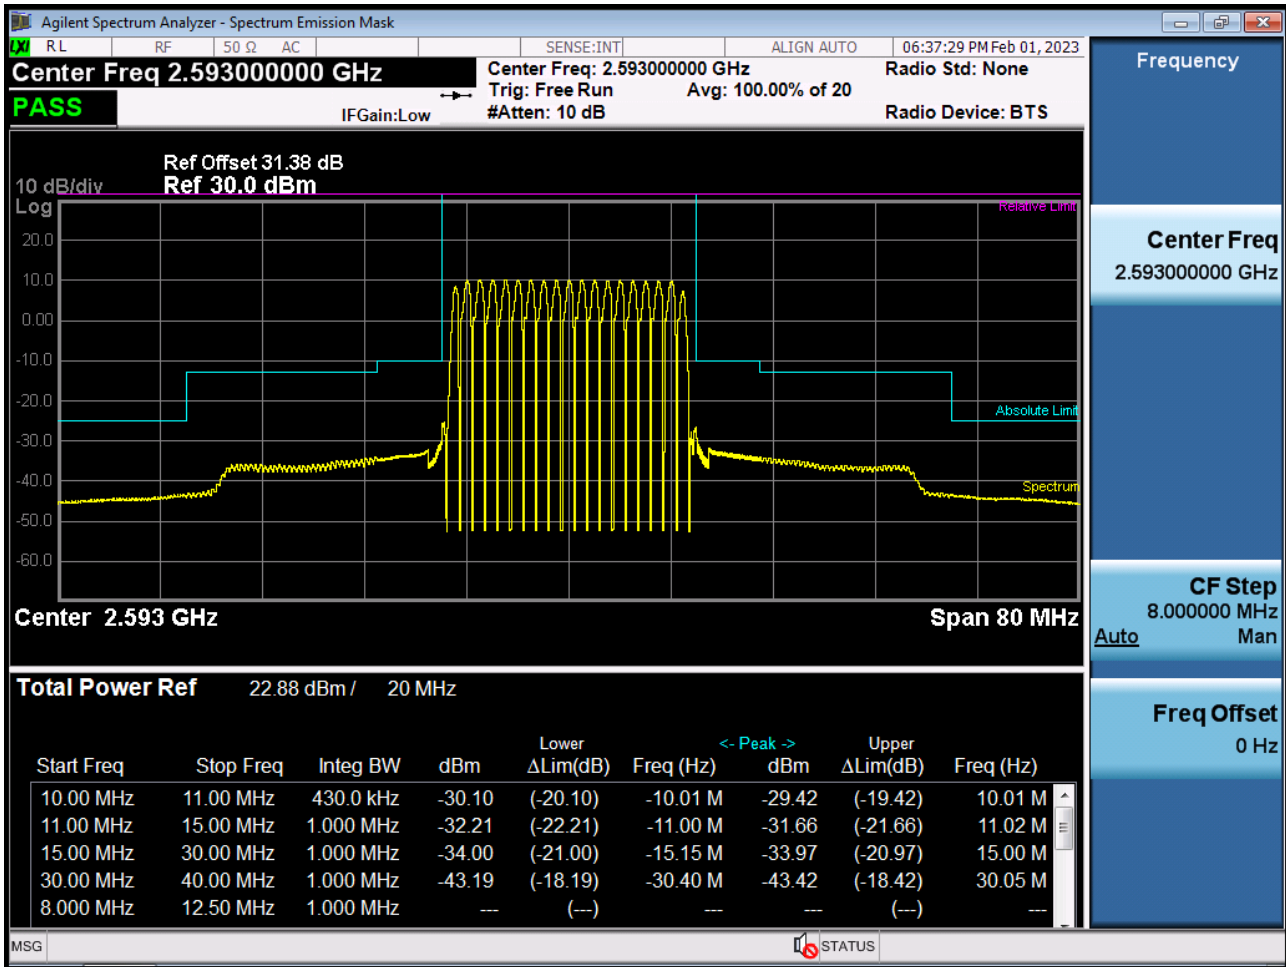 Agilent Spectrum Analyzer - Spectrum Emission Mask
LXI RL RF 50 Ω AC SENSE:INT ALIGN AUTO 06:37:29 PM Feb 01, 2023
Center Freq 2.593000000 GHz
Center Freq: 2.593000000 GHz
Radio Std: None
Trig: Free Run Avg: 100.00% of 20
PASS
IFGain:Low
#Atten: 10 dB
Radio Device: BTS
Ref Offset 31.38 dB
10 dB/div Ref 30.0 dBm
Log
Relative Limit
20.0
10.0
0.00
-10.0
-20.0
Absolute Limit
-30.0
-40.0
Spectrum
-50.0
-60.0
Center 2.593 GHz Span 80 MHz
Total Power Ref 22.88 dBm / 20 MHz
Lower <- Peak -> Upper
Start Freq Stop Freq Integ BW dBm ΔLim(dB) Freq (Hz) dBm ΔLim(dB) Freq (Hz)
10.00 MHz 11.00 MHz 430.0 kHz -30.10 (-20.10) -10.01 M -29.42 (-19.42) 10.01 M
11.00 MHz 15.00 MHz 1.000 MHz -32.21 (-22.21) -11.00 M -31.66 (-21.66) 11.02 M
15.00 MHz 30.00 MHz 1.000 MHz -34.00 (-21.00) -15.15 M -33.97 (-20.97) 15.00 M
30.00 MHz 40.00 MHz 1.000 MHz -43.19 (-18.19) -30.40 M -43.42 (-18.42) 30.05 M
8.000 MHz 12.50 MHz 1.000 MHz --- (---) --- --- (---) ---
MSG STATUS
Frequency
Center Freq
2.593000000 GHz
CF Step
8.000000 MHz
Auto Man
Freq Offset
0 Hz